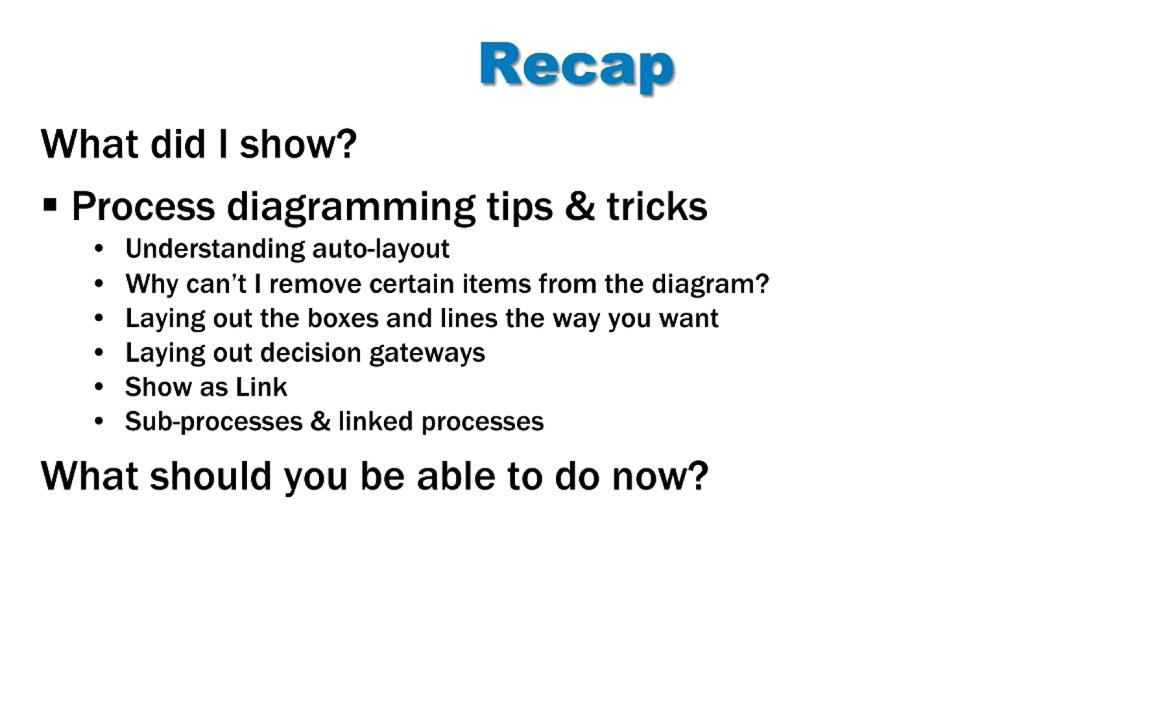 Recap
What did I show?
▪ Process diagramming tips & tricks
• Understanding auto-layout
• Why can’t I remove certain items from the diagram?
• Laying out the boxes and lines the way you want
• Laying out decision gateways
• Show as Link
• Sub-processes & linked processes
What should you be able to do now?